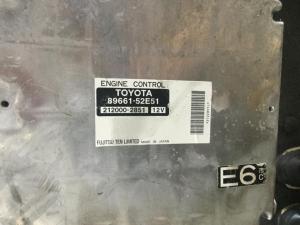 ENGINE CONTROL
TOYOTA
89661-52E51
212000-2851 12V
FUJITSU TEN LIMITED MADE IN JAPAN
E6